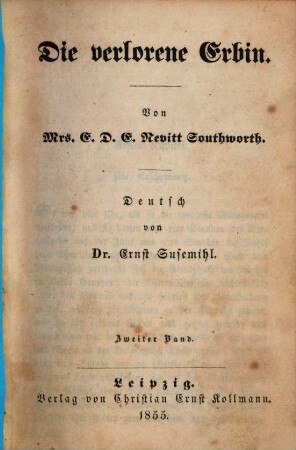 Die verlorene Erbin.
Von
Mrs. E. D. E. Nevitt Southworth.
Deutsch
von
Dr. Ernst Susemihl.
Zweiter Band.
Leipzig.
Verlag von Christian Ernst Kollmann.
1855.